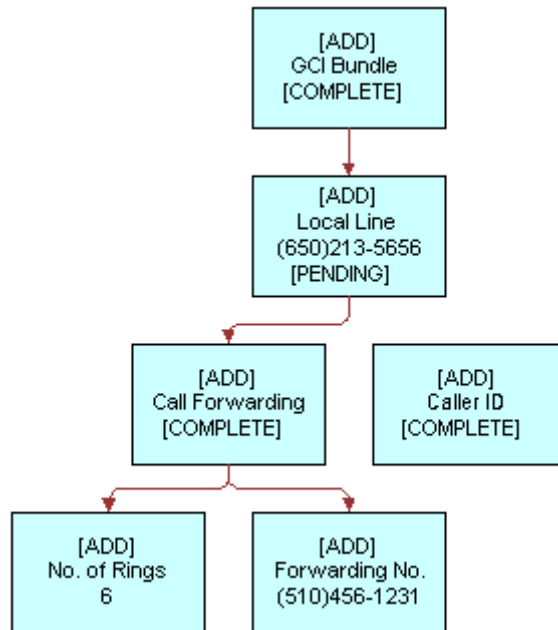 [ADD]
GCI Bundle
[COMPLETE]
[ADD]
Local Line
(650)213-5656
[PENDING]
[ADD]
Call Forwarding
[COMPLETE]
[ADD]
Caller ID
[COMPLETE]
[ADD]
No. of Rings
6
[ADD]
Forwarding No.
(510)456-1231